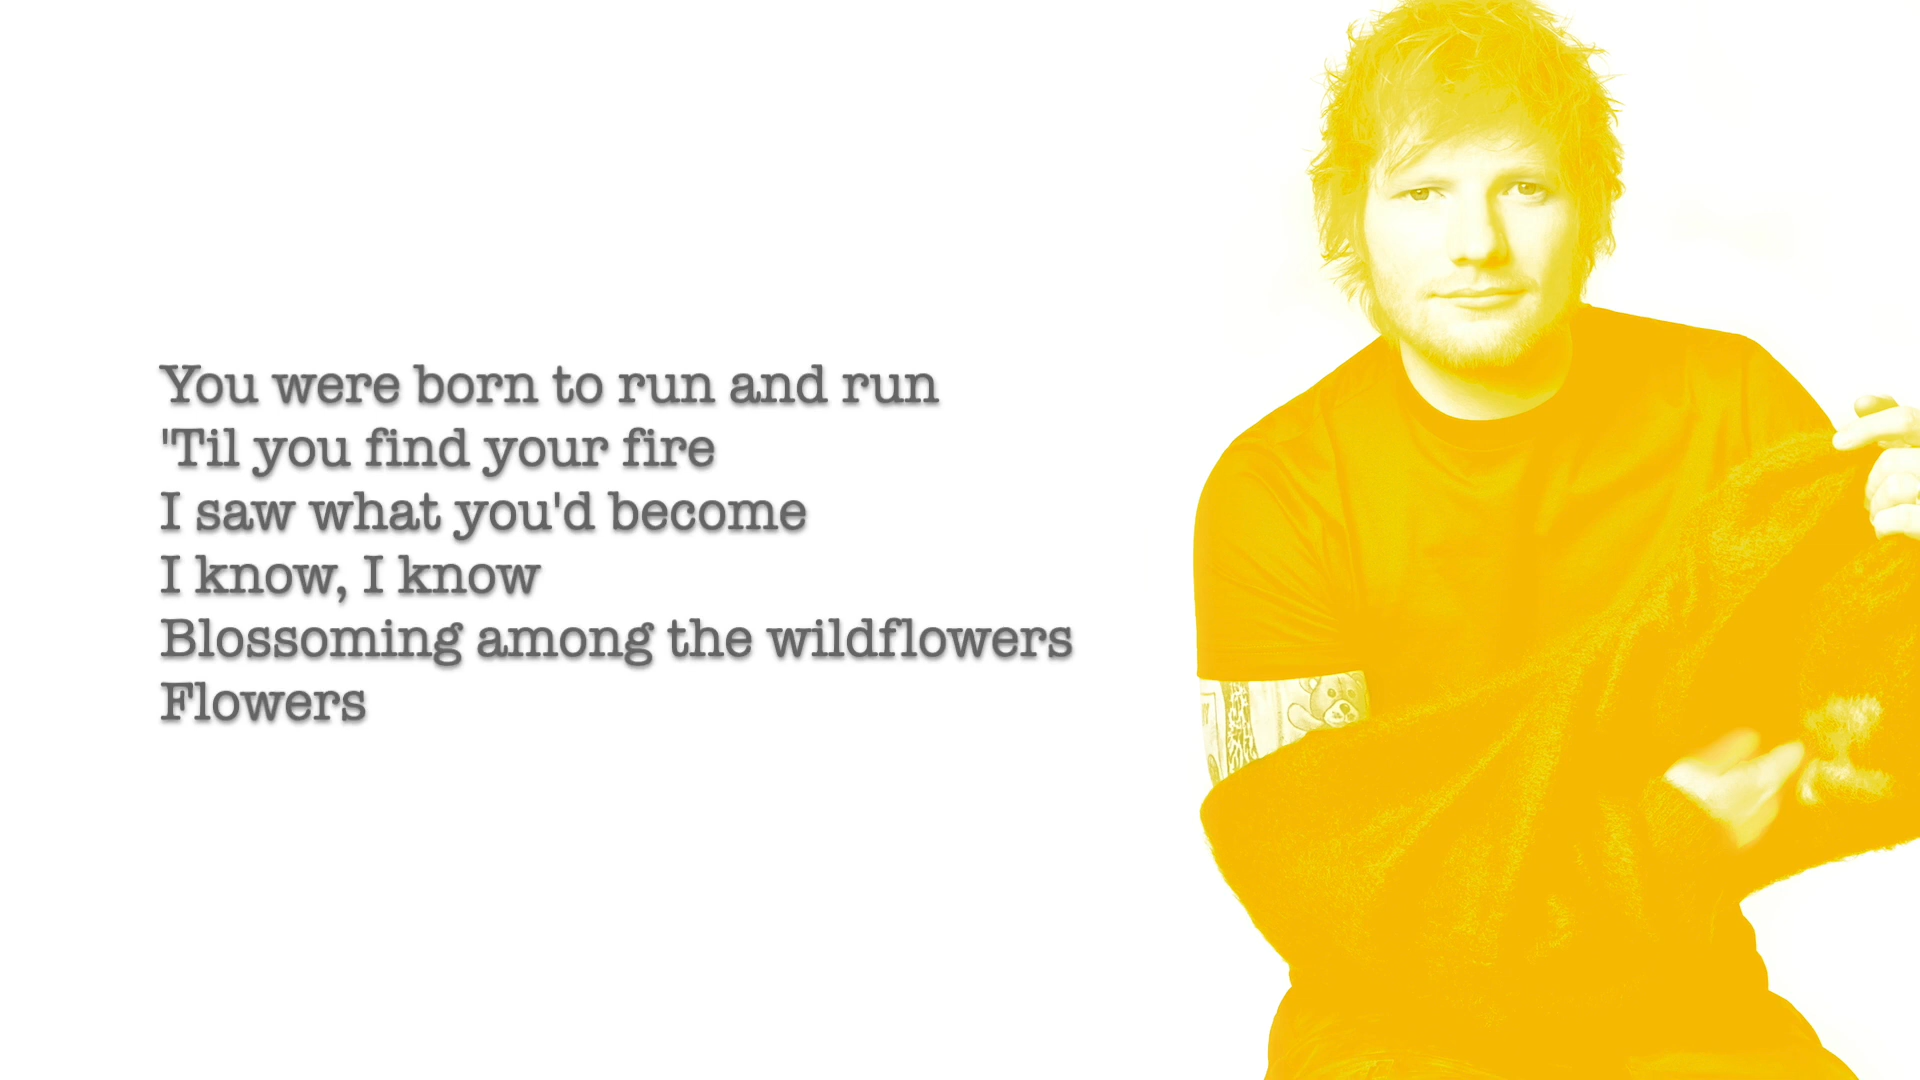 You were born to run and run
'Til you find your fire
I saw what you'd become
I know, I know
Blossoming among the wildflowers
Flowers